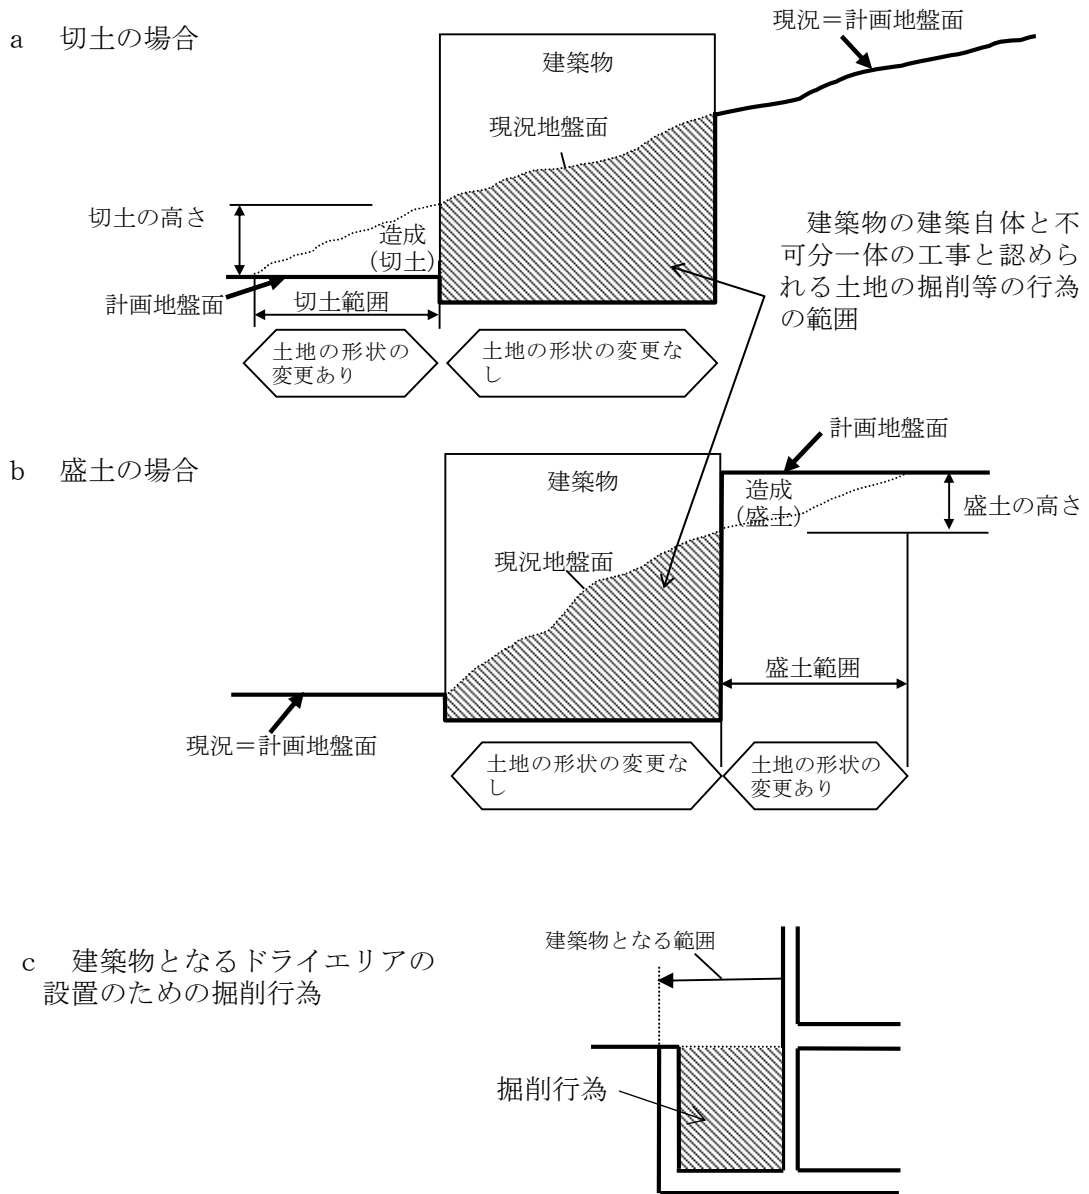 a 切土の場合
現況＝計画地盤面
建築物
現況地盤面
切土の高さ
造成
(切土)
計画地盤面
切土範囲
建築物の建築自体と不
可分一体の工事と認めら
れる土地の掘削等の行為
の範囲
土地の形状の
変更あり
土地の形状の変更な
し
b 盛土の場合
計画地盤面
建築物
造成
(盛土)
盛土の高さ
現況地盤面
盛土範囲
現況＝計画地盤面
土地の形状の変更な
し
土地の形状の
変更あり
c 建築物となるドライエリアの
設置のための掘削行為
建築物となる範囲
掘削行為